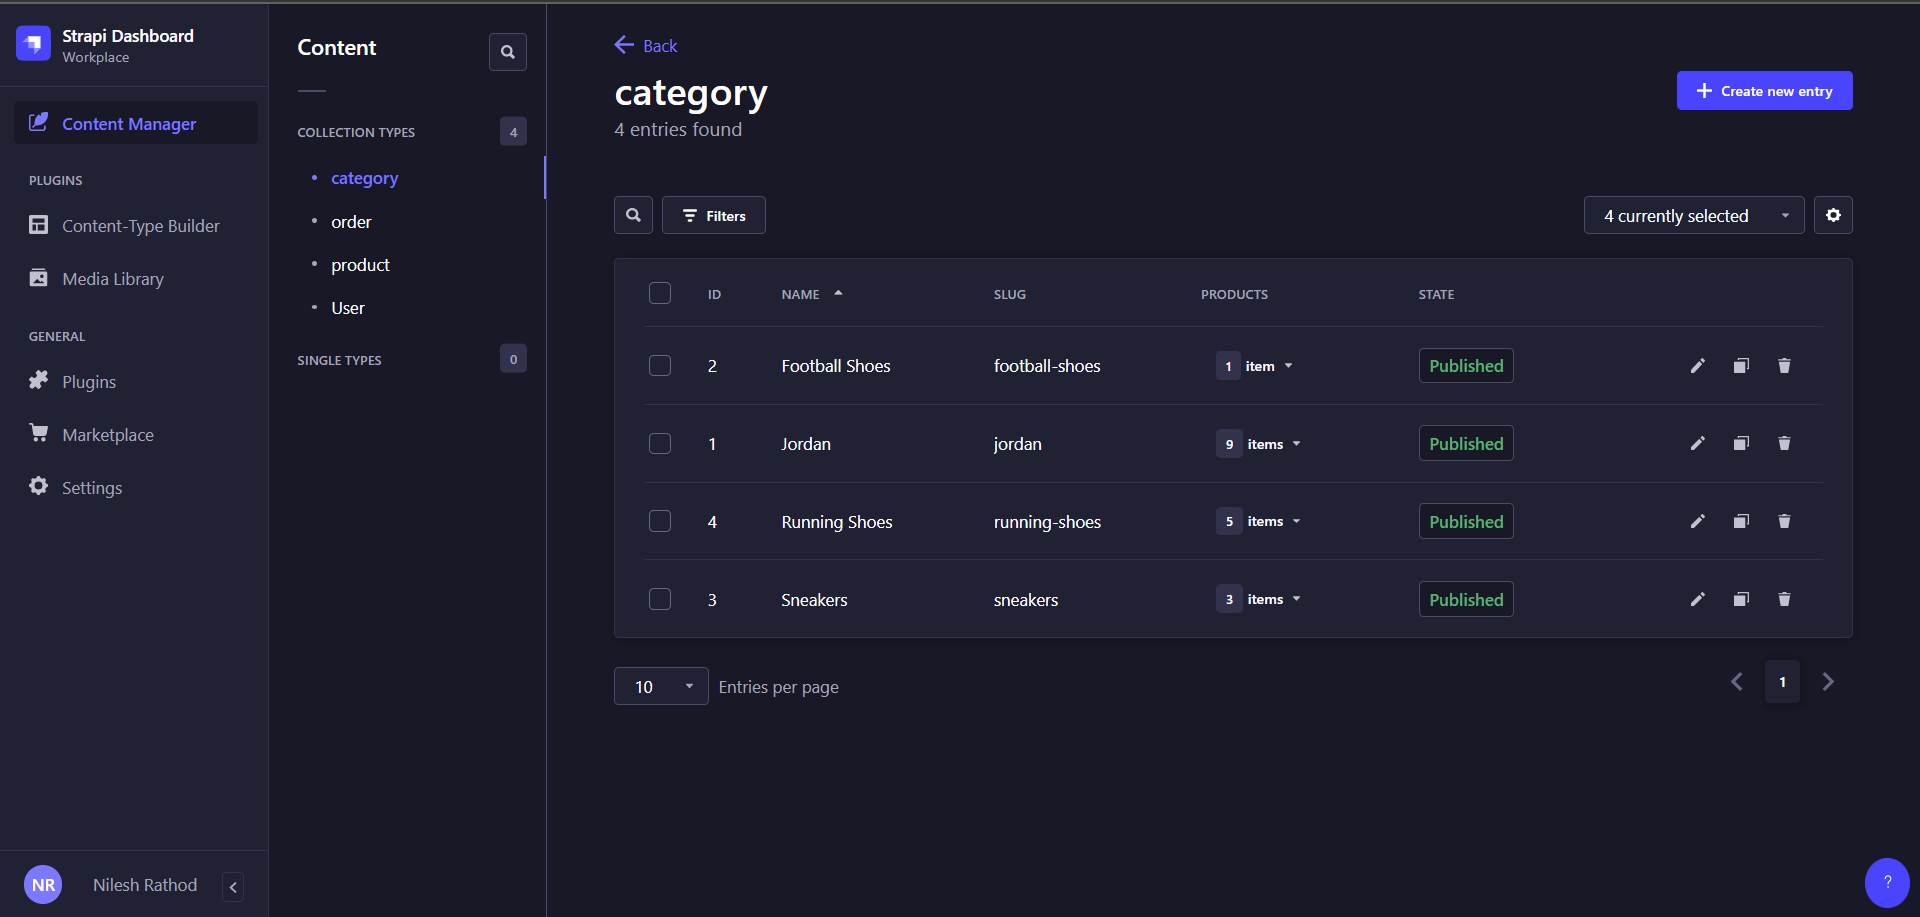 Strapi Dashboard
Workplace
Content Manager
PLUGINS
Content-Type Builder
Media Library
GENERAL
Plugins
Marketplace
Settings
NR Nilesh Rathod
Content
COLLECTION TYPES 4
category
order
product
User
SINGLE TYPES 0
Back
category
4 entries found
Create new entry
Filters
4 currently selected
ID NAME SLUG PRODUCTS STATE
2 Football Shoes football-shoes 1 item Published
1 Jordan jordan 9 items Published
4 Running Shoes running-shoes 5 items Published
3 Sneakers sneakers 3 items Published
10 Entries per page
1
?